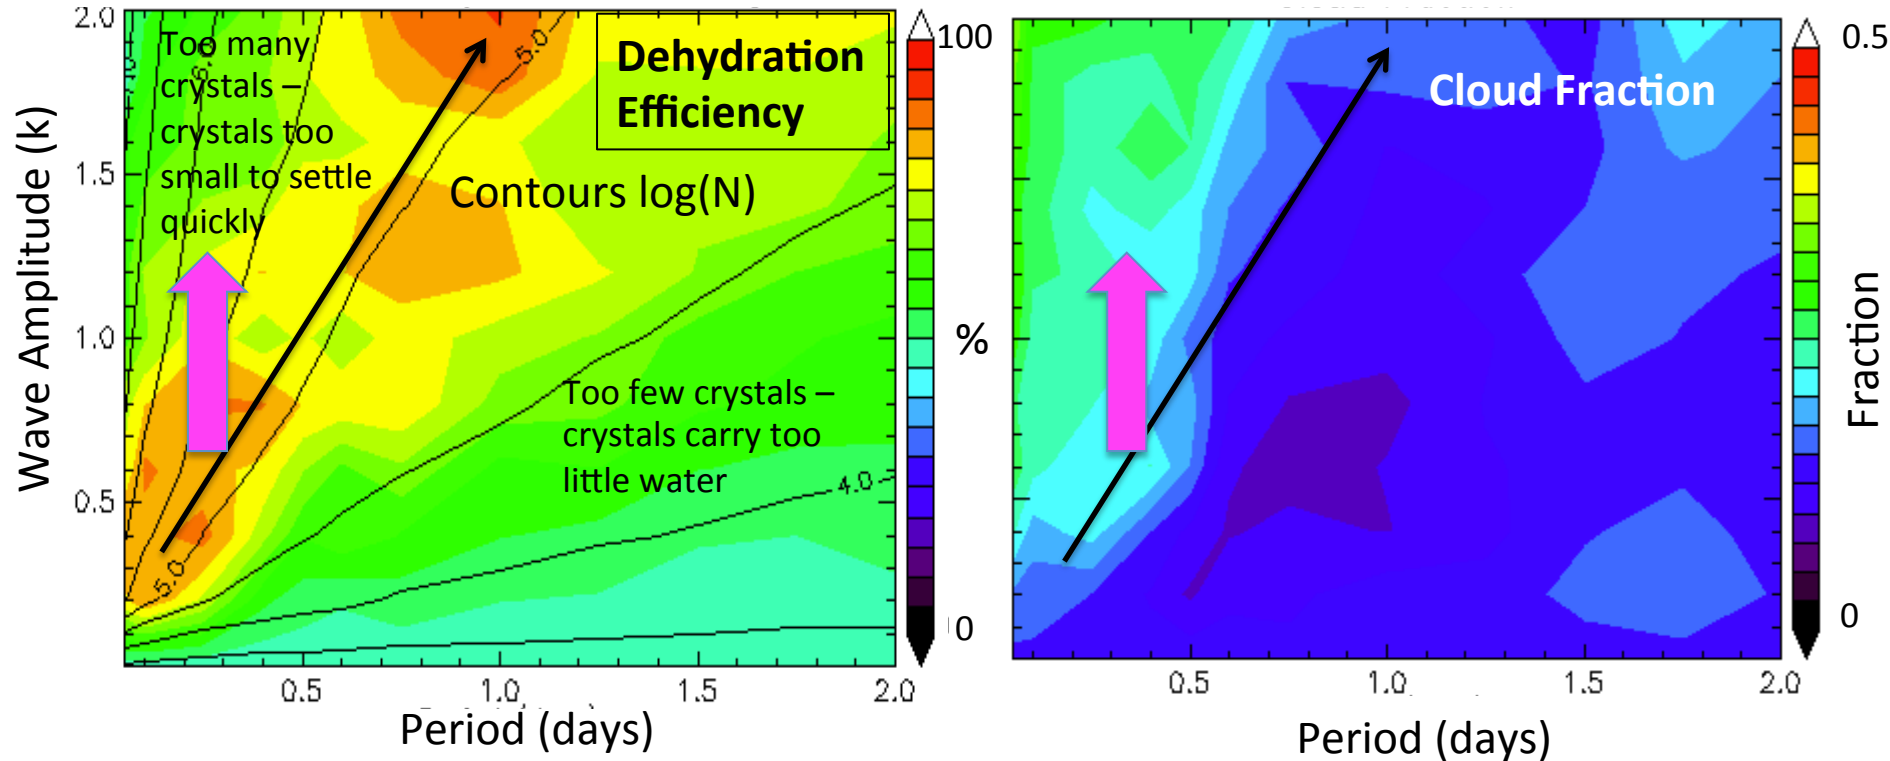 2.0
1.5
1.0
0.5
Wave Amplitude (k)
Too many
crystals –
crystals too
small to settle
quickly
6.0
5.0
Dehydration
Efficiency
Contours log(N)
Too few crystals –
crystals carry too
little water
4.0
5.0
0.5
1.0
1.5
2.0
Period (days)
100
%
0
Cloud Fraction
0.5
1.0
1.5
2.0
Period (days)
0.5
Fraction
0